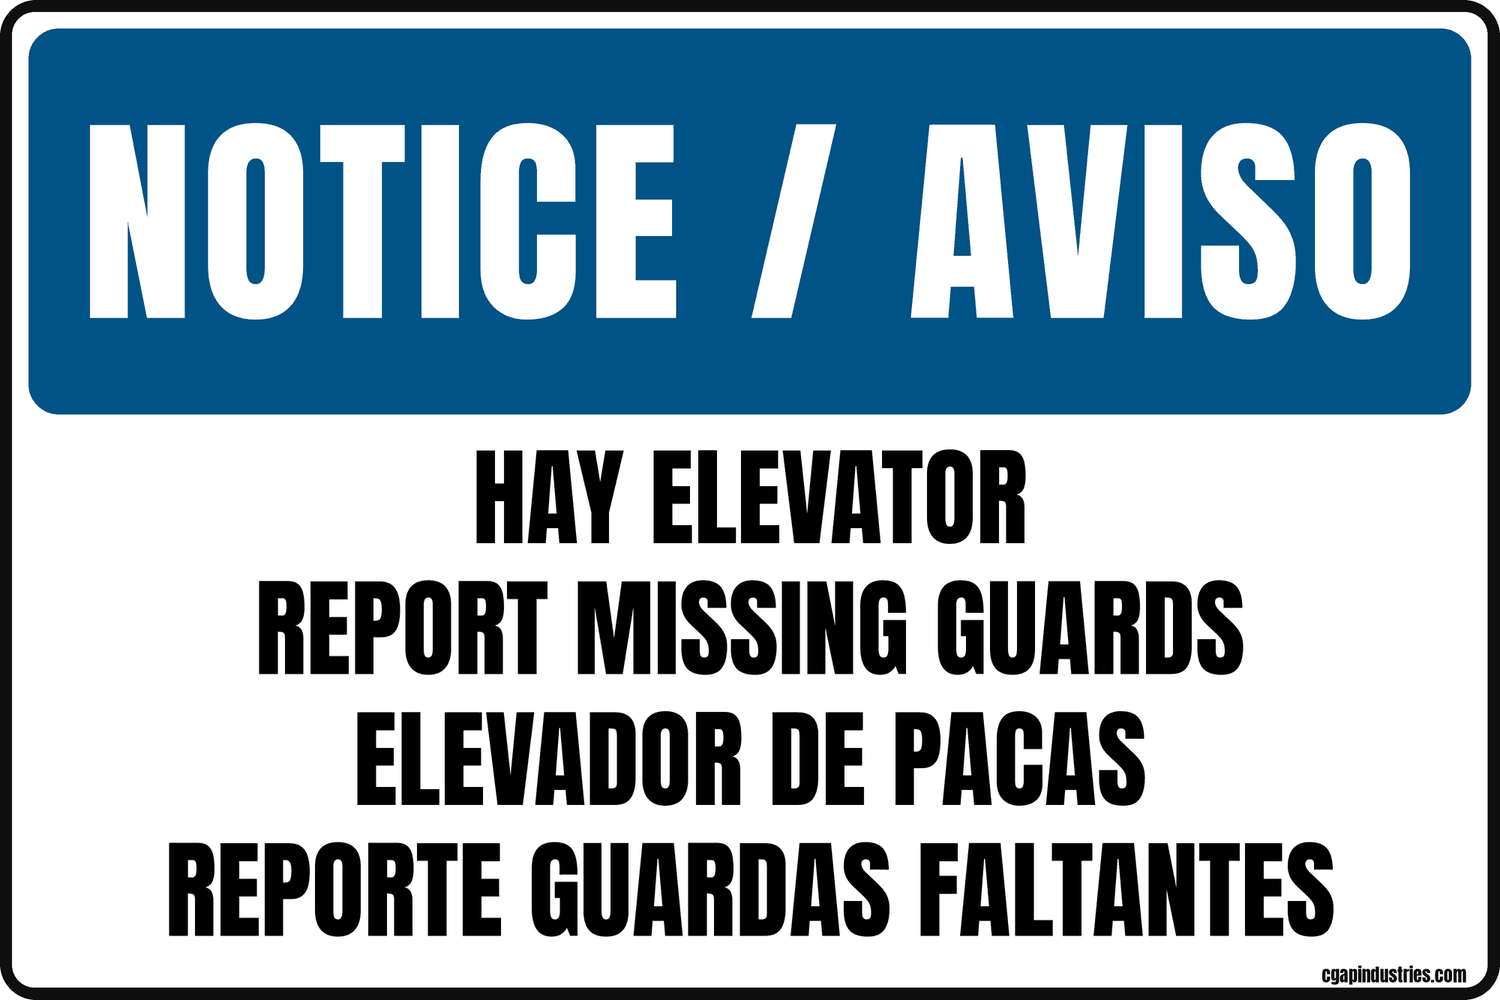 NOTICE / AVISO
HAY ELEVATOR
REPORT MISSING GUARDS
ELEVADOR DE PACAS
REPORTE GUARDAS FALTANTES
cgapindustries.com